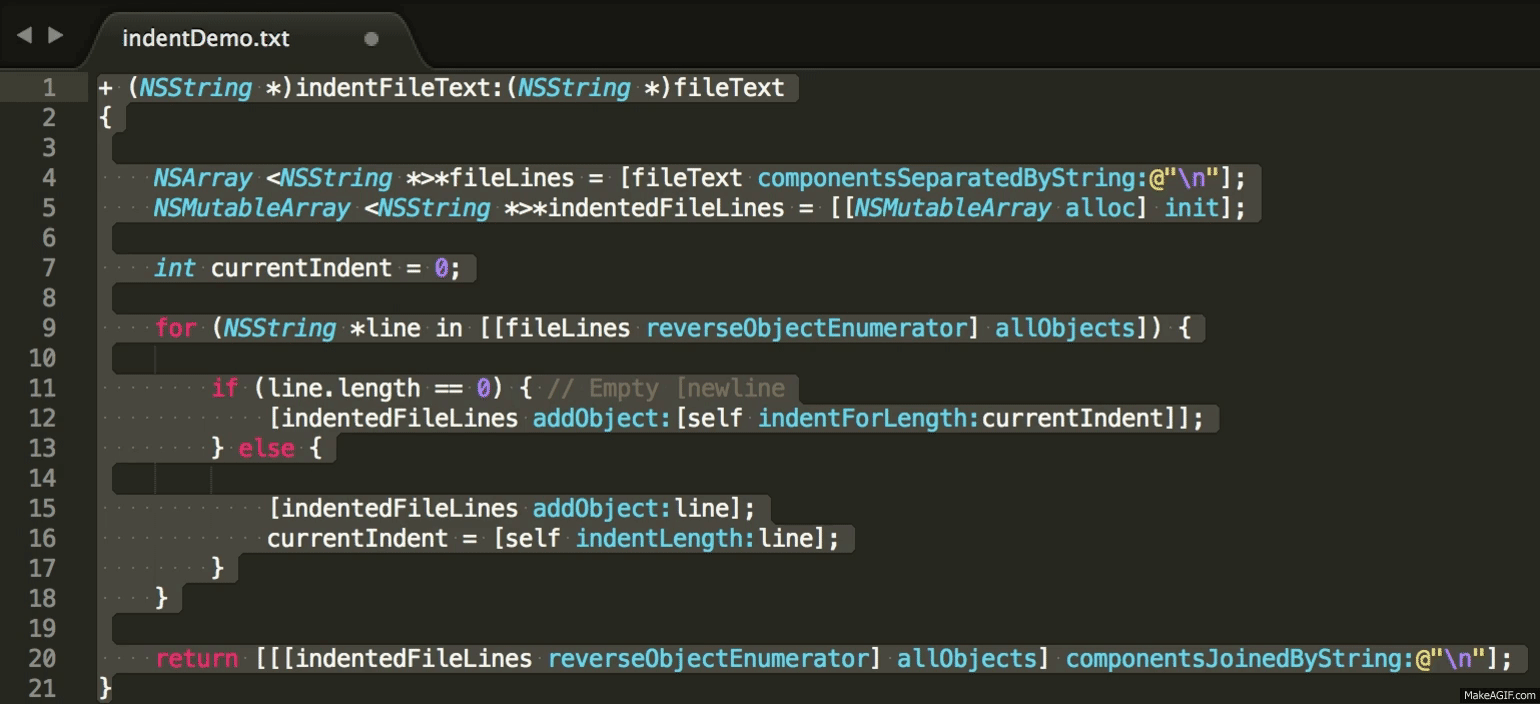 indentDemo.txt
1 + (NSString *)indentFileText:(NSString *)fileText
2 {
3
4     NSArray <NSString *>*fileLines = [fileText componentsSeparatedByString:@"\n"];
5     NSMutableArray <NSString *>*indentedFileLines = [[NSMutableArray alloc] init];
6
7     int currentIndent = 0;
8
9     for (NSString *line in [[fileLines reverseObjectEnumerator] allObjects]) {
10
11         if (line.length == 0) { // Empty [newline
12             [indentedFileLines addObject:[self indentForLength:currentIndent]];
13         } else {
14
15             [indentedFileLines addObject:line];
16             currentIndent = [self indentLength:line];
17         }
18     }
19
20     return [[[indentedFileLines reverseObjectEnumerator] allObjects] componentsJoinedByString:@"\n"];
21 }
MakeAGIF.com